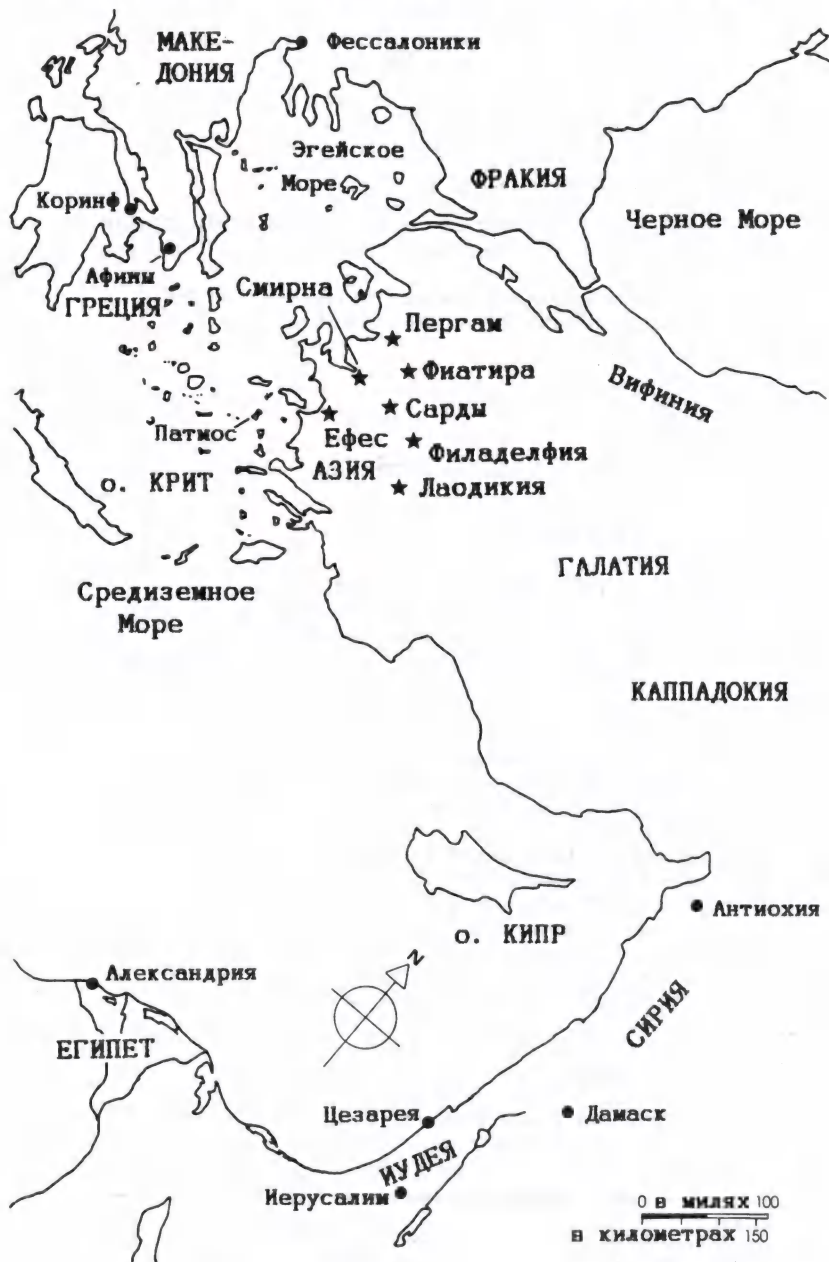 МАКЕ-
ДОНИЯ
Фессалоники
Эгейское
Море
ФРАКИЯ
Коринф
Черное Море
Афины
ГРЕЦИЯ
Смирна
Пергам
Фиатира
Вифиния
Сарды
Патмос
Ефес
Филаделфия
АЗИЯ
о. КРИТ
Лаодикия
ГАЛАТИЯ
Средиземное
Море
КАППАДОКИЯ
Антиохия
о. КИПР
N
Александрия
СИРИЯ
ЕГИПЕТ
Цезарея
Дамаск
ИУДЕЯ
Иерусалим
0 в милях 100
в километрах 150